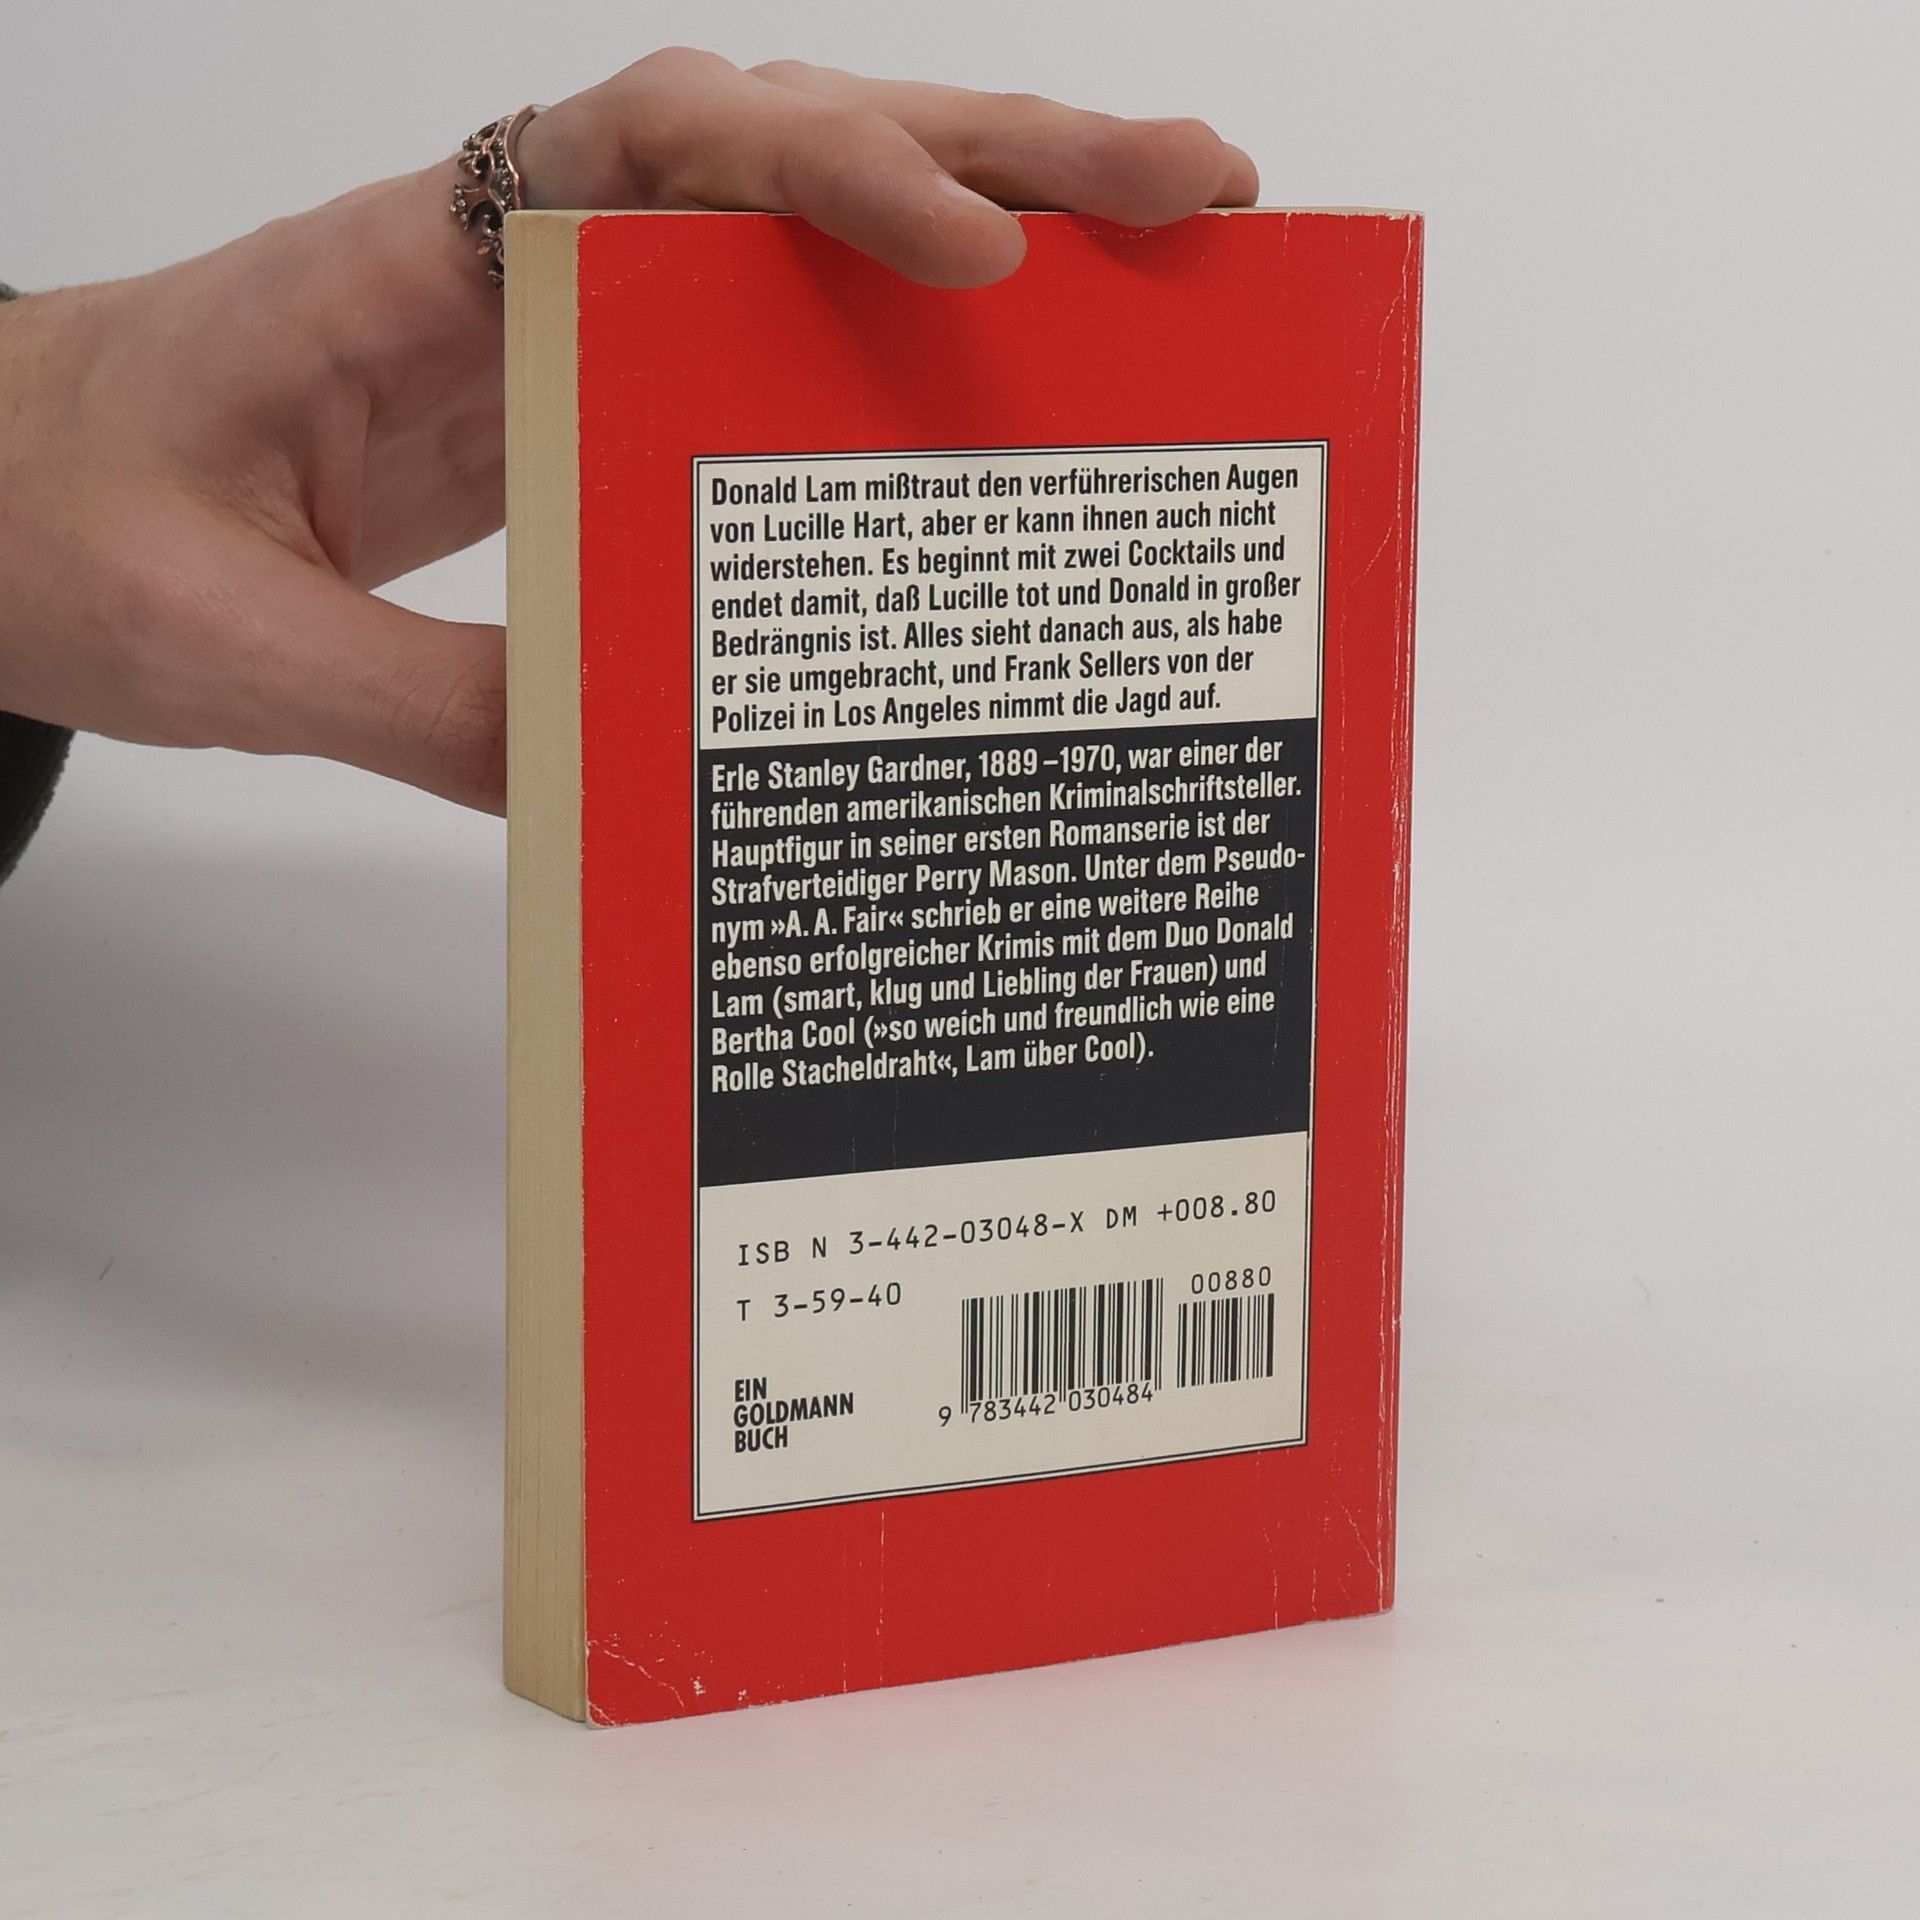 Donald Lam mißtraut den verführerischen Augen
von Lucille Hart, aber er kann ihnen auch nicht
widerstehen. Es beginnt mit zwei Cocktails und
endet damit, daß Lucille tot und Donald in großer
Bedrängnis ist. Alles sieht danach aus, als habe
er sie umgebracht, und Frank Sellers von der
Polizei in Los Angeles nimmt die Jagd auf.
Erle Stanley Gardner, 1889–1970, war einer der
führenden amerikanischen Kriminalschriftsteller.
Hauptfigur in seiner ersten Romanserie ist der
Strafverteidiger Perry Mason. Unter dem Pseudo-
nym »A. A. Fair« schrieb er eine weitere Reihe
ebenso erfolgreicher Krimis mit dem Duo Donald
Lam (smart, klug und Liebling der Frauen) und
Bertha Cool (»so weich und freundlich wie eine
Rolle Stacheldraht«, Lam über Cool).
ISB N 3-442-03048-X DM +008.80
T 3-59-40
00880
9 783442 030484
EIN
GOLDMANN
BUCH